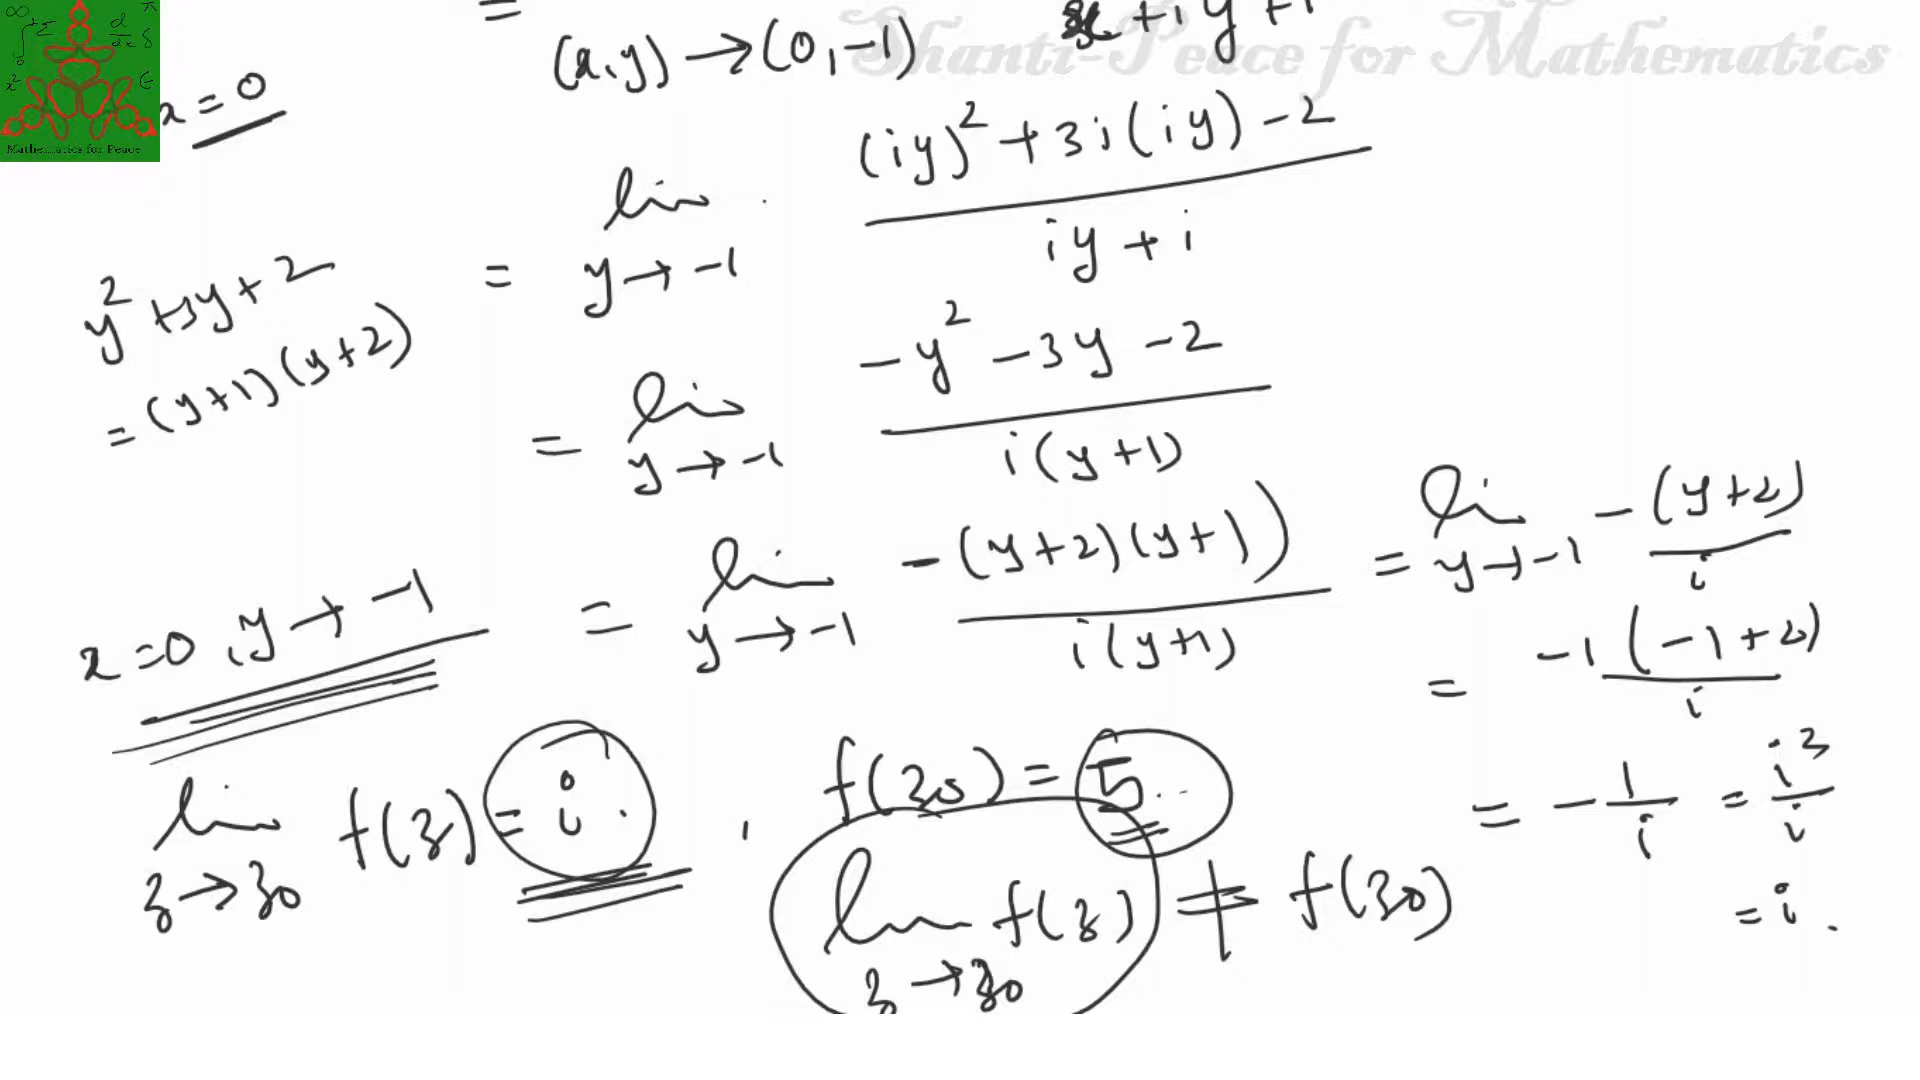 =
(x,y) → (0,-1)
x + iy + i
Shanti-Peace for Mathematics
Mathematics for Peace
x = 0
= lim y→-1 ((iy)² + 3i(iy) - 2) / (iy + i)
y² + 3y + 2
= (y+1)(y+2)
= lim y→-1 (-y² - 3y - 2) / (i(y+1))
x = 0, y → -1
= lim y→-1 -(y+2)(y+1)) / (i(y+1))
= lim y→-1 -(y+2) / i
= -1(-1+2) / i
= -1/i = i²/i
= i.
lim z→z0 f(z) = i. , f(z0) = 5.
lim z→z0 f(z) ≠ f(z0)